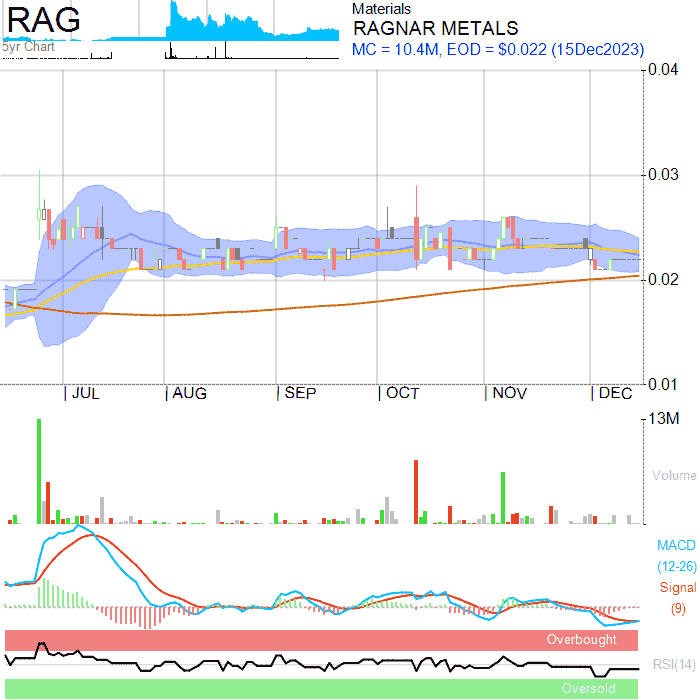 RAG
5yr Chart
Materials
RAGNAR METALS
MC = 10.4M, EOD = $0.022 (15Dec2023)
0.04
0.03
0.02
0.01
JUL
AUG
SEP
OCT
NOV
DEC
13M
Volume
MACD
(12-26)
Signal
(9)
Overbought
RSI(14)
Oversold